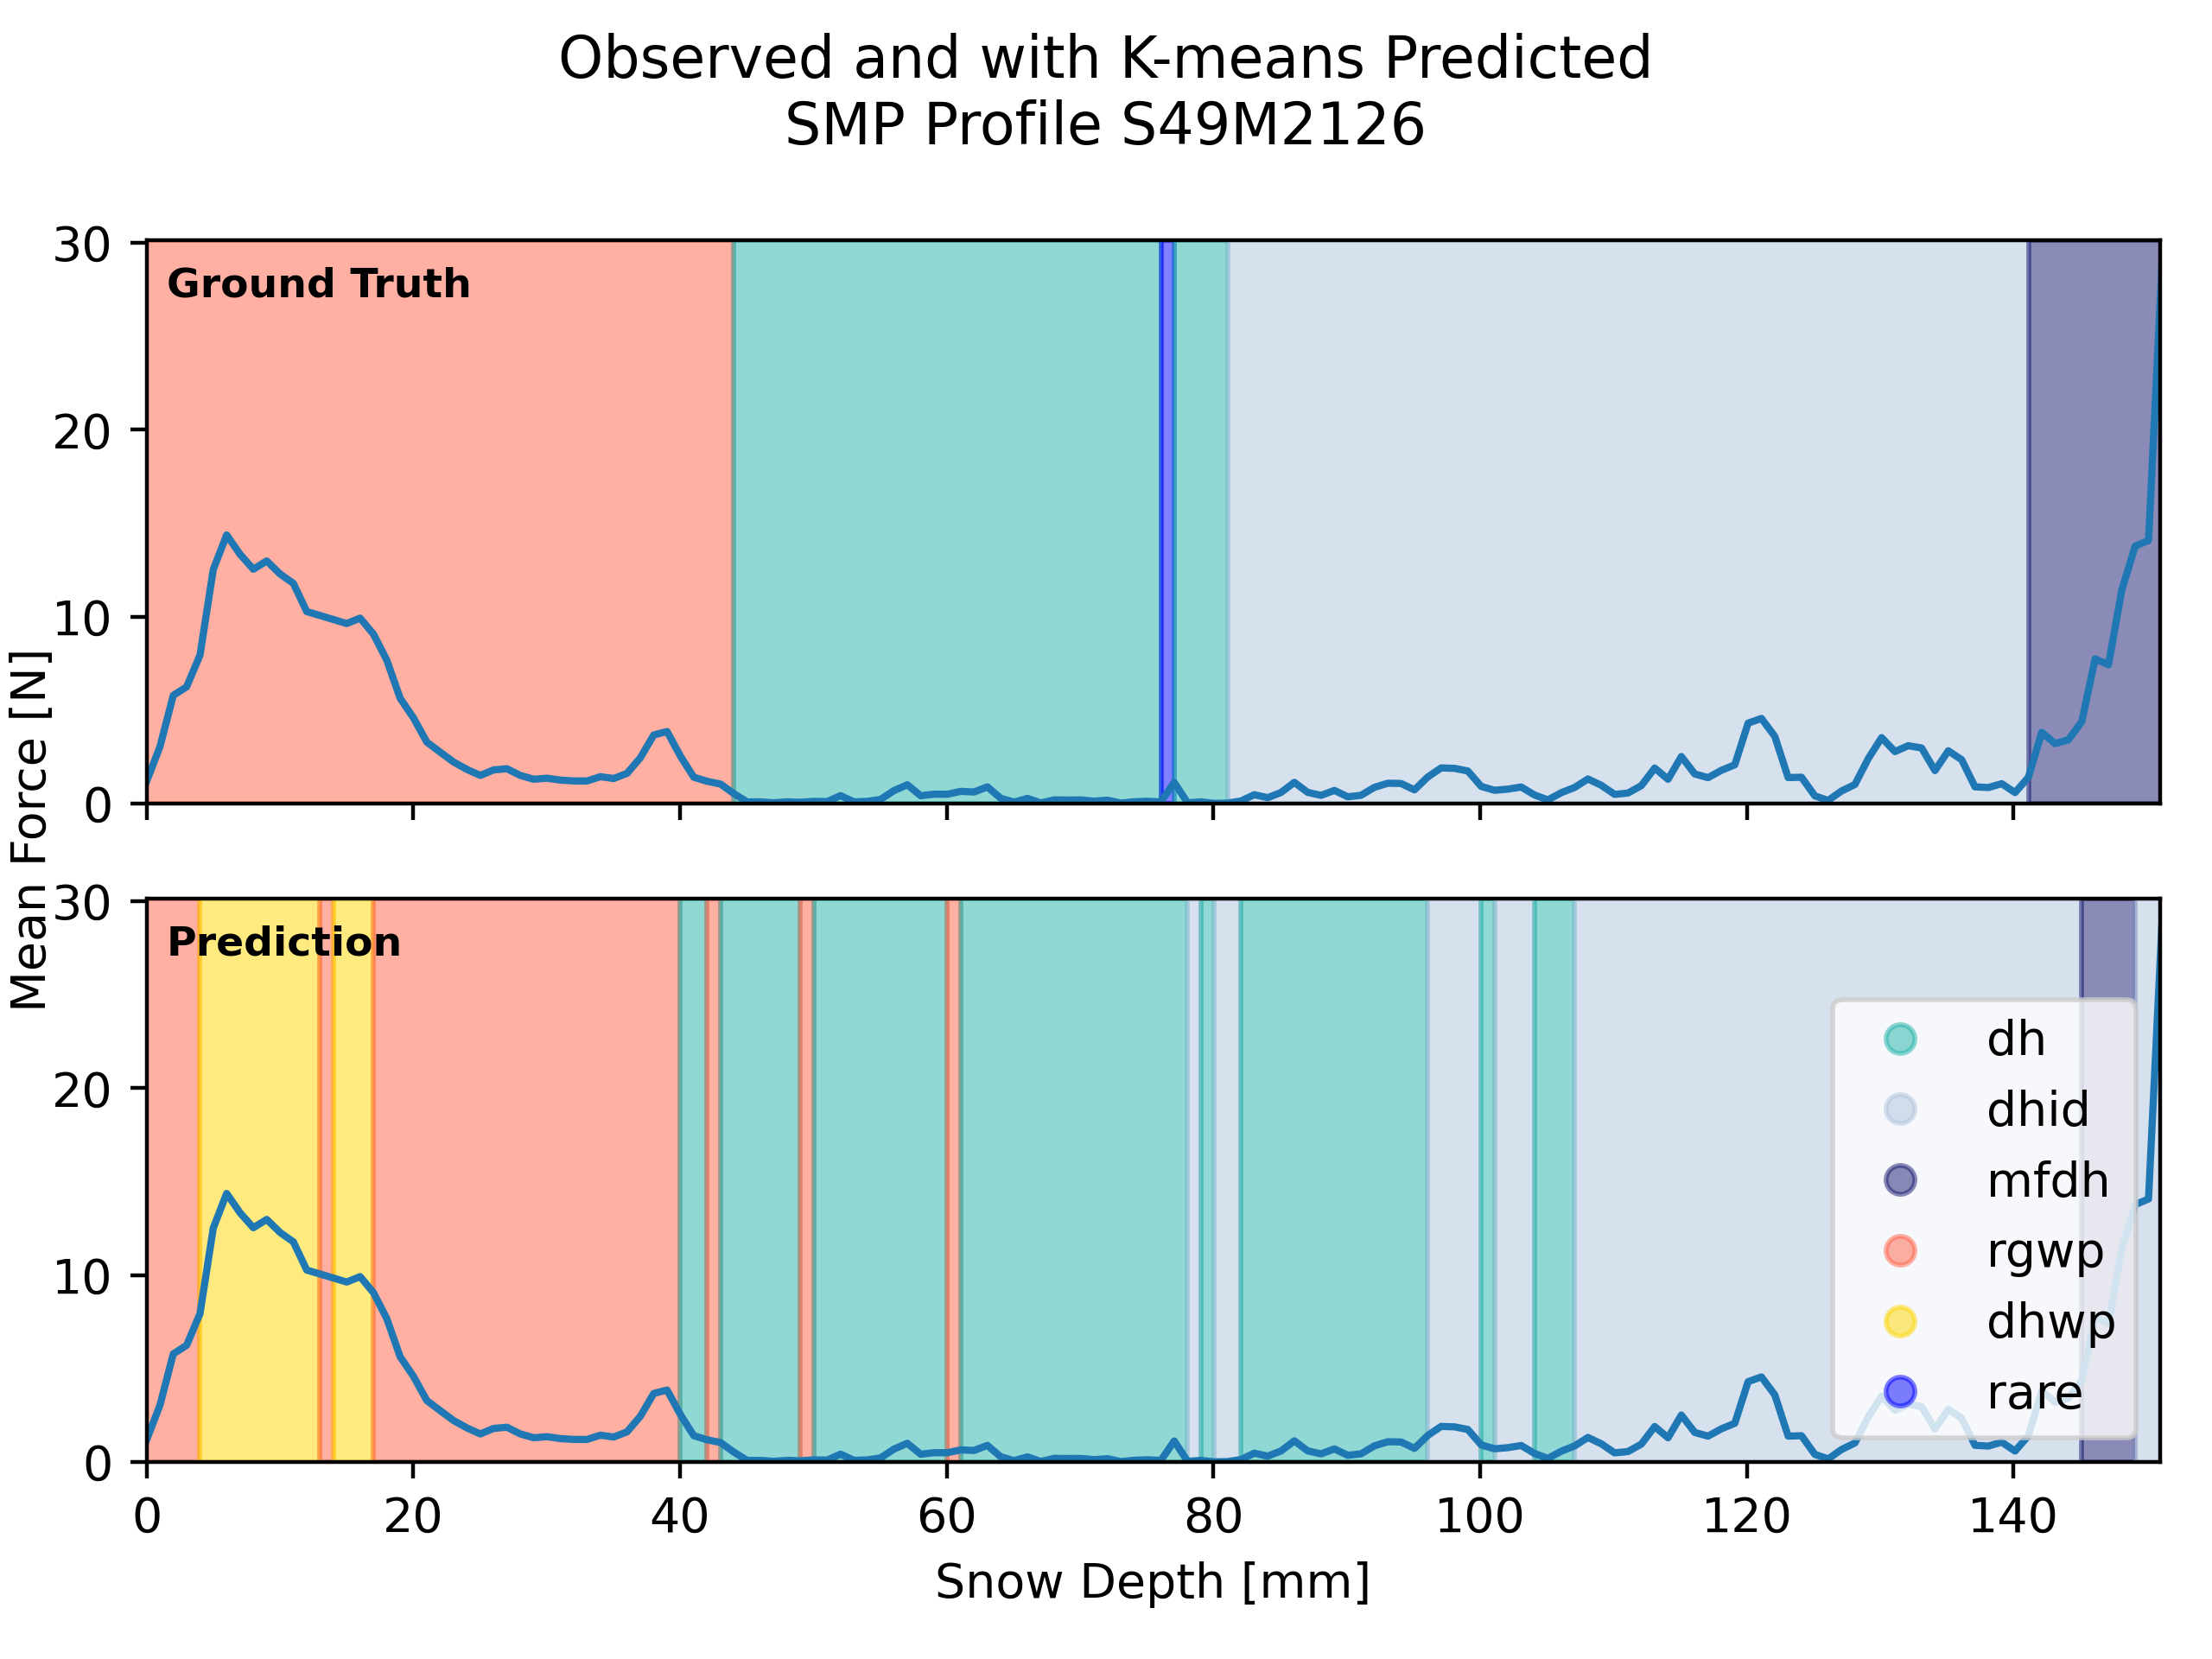 Observed and with K-means Predicted
SMP Profile S49M2126
Mean Force [N]
30
20
10
0
Ground Truth
30
20
10
0
Prediction
dh
dhid
mfdh
rgwp
dhwp
rare
0 20 40 60 80 100 120 140
Snow Depth [mm]